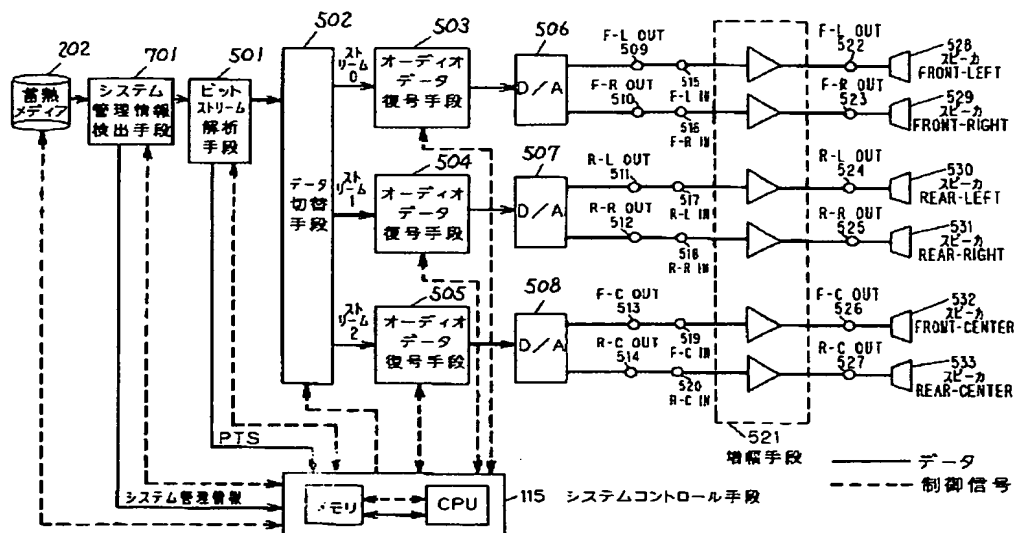 202
蓄熱
メディア
701
システム
管理情報
検出手段
501
ビット
ストリーム
解析手段
502
データ
切替
手段
ストリーム0
ストリーム1
ストリーム2
503
オーディオ
データ
復号手段
504
オーディオ
データ
復号手段
505
オーディオ
データ
復号手段
506
D/A
507
D/A
508
D/A
F-L OUT
509
515
F-L IN
F-R OUT
510
516
F-R IN
R-L OUT
511
517
R-L IN
R-R OUT
512
518
R-R IN
F-C OUT
513
519
F-C IN
R-C OUT
514
520
R-C IN
521
増幅手段
F-L OUT
522
F-R OUT
523
R-L OUT
524
R-R OUT
525
F-C OUT
526
R-C OUT
527
528
スピーカ
FRONT-LEFT
529
スピーカ
FRONT-RIGHT
530
スピーカ
REAR-LEFT
531
スピーカ
REAR-RIGHT
532
スピーカ
FRONT-CENTER
533
スピーカ
REAR-CENTER
PTS
システム管理情報
メモリ
CPU
115 システムコントロール手段
データ
制御信号